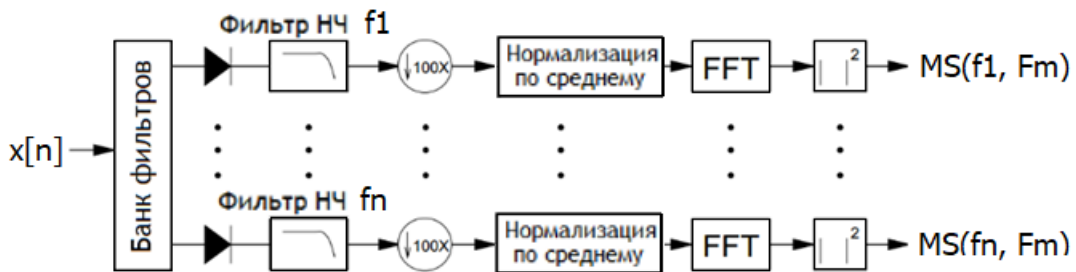 Фильтр НЧ f1
x[n]
Банк фильтров
↓100X
Нормализация
по среднему
FFT
| |²
MS(f1, Fm)
Фильтр НЧ fn
↓100X
Нормализация
по среднему
FFT
| |²
MS(fn, Fm)